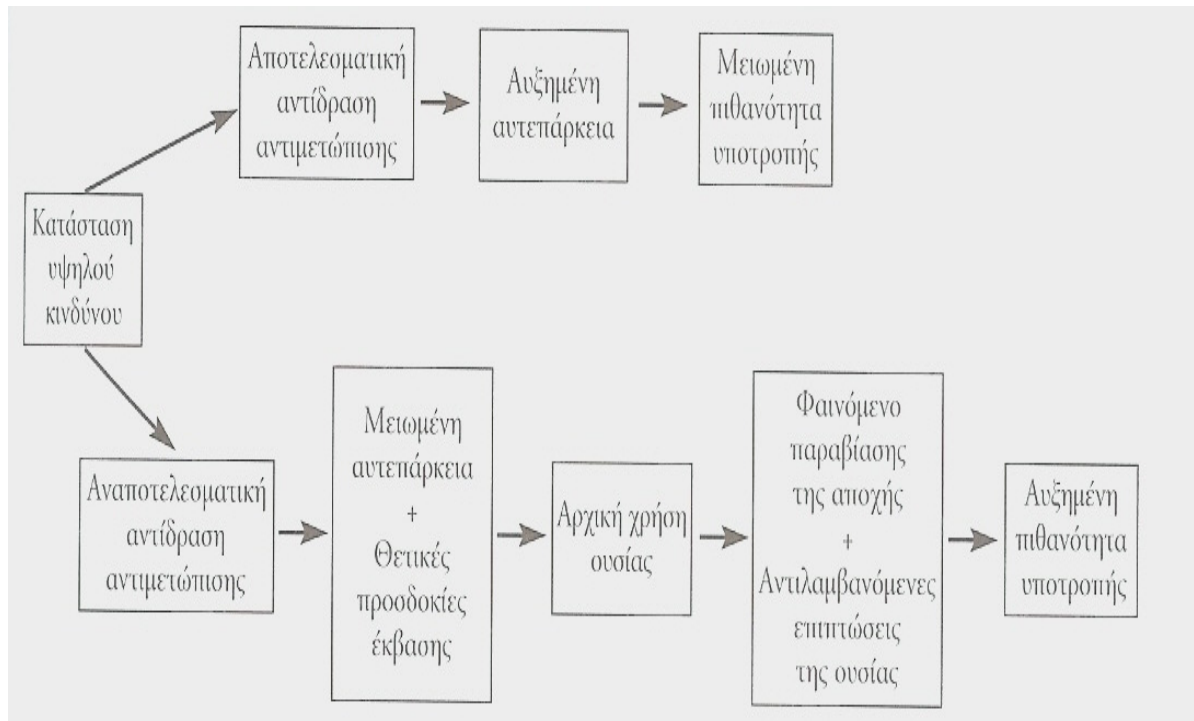 Αποτελεσματική
αντίδραση
αντιμετώπισης
Αυξημένη
αυτεπάρκεια
Μειωμένη
πιθανότητα
υποτροπής
Κατάσταση
υψηλού
κινδύνου
Αναποτελεσματική
αντίδραση
αντιμετώπισης
Μειωμένη
αυτεπάρκεια
+
Θετικές
προσδοκίες
έκβασης
Αρχική χρήση
ουσίας
Φαινόμενο
παραβίασης
της αποχής
+
Αντιλαμβανόμενες
επιπτώσεις
της ουσίας
Αυξημένη
πιθανότητα
υποτροπής